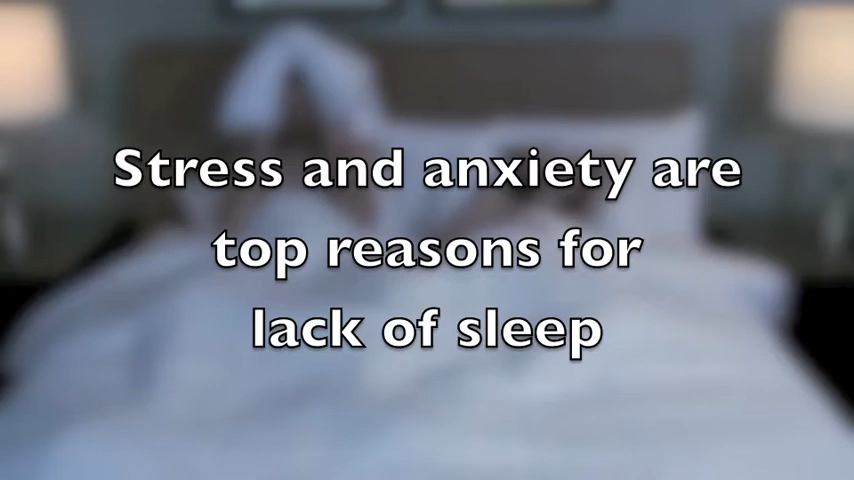 Stress and anxiety are
top reasons for
lack of sleep